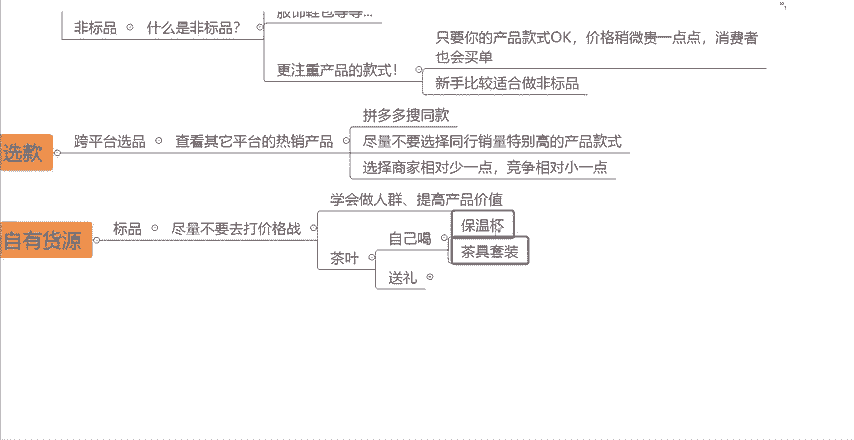 服饰鞋包等等...
非标品
什么是非标品？
更注重产品的款式！
只要你的产品款式OK，价格稍微贵一点点，消费者
也会买单
新手比较适合做非标品
选款
跨平台选品
查看其它平台的热销产品
拼多多搜同款
尽量不要选择同行销量特别高的产品款式
选择商家相对少一点，竞争相对小一点
自有货源
标品
尽量不要去打价格战
学会做人群、提高产品价值
茶叶
自己喝
保温杯
茶具套装
送礼